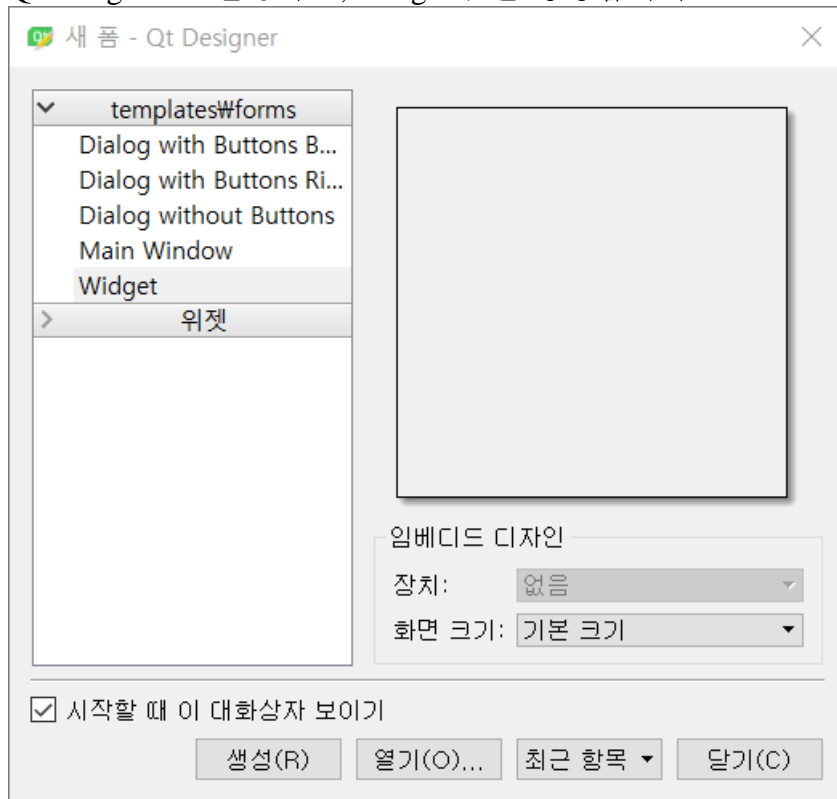 새 폼 - Qt Designer
templates₩forms
Dialog with Buttons B...
Dialog with Buttons Ri...
Dialog without Buttons
Main Window
Widget
위젯
임베디드 디자인
장치: 없음
화면 크기: 기본 크기
시작할 때 이 대화상자 보이기
생성(R) 열기(O)... 최근 항목 닫기(C)